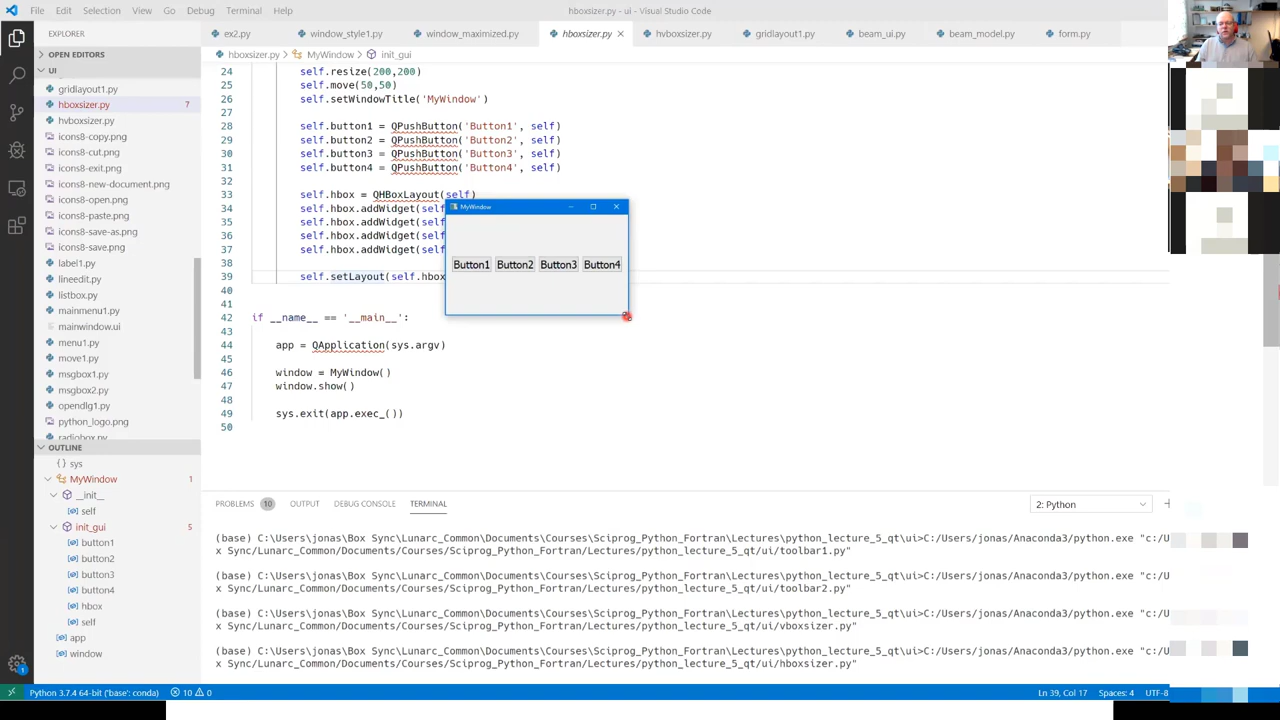 File Edit Selection View Go Debug Terminal Help
hboxsizer.py - ui - Visual Studio Code
EXPLORER
OPEN EDITORS
UI
gridlayout1.py
hboxsizer.py 7
hvboxsizer.py
icons8-copy.png
icons8-cut.png
icons8-exit.png
icons8-new-document.png
icons8-open.png
icons8-paste.png
icons8-save-as.png
icons8-save.png
label1.py
lineedit.py
listbox.py
mainmenu1.py
mainwindow.ui
menu1.py
move1.py
msgbox1.py
msgbox2.py
opendlg1.py
python_logo.png
radiobox.py
OUTLINE
{} sys
MyWindow 1
__init__
self
init_gui 5
button1
button2
button3
button4
hbox
self
app
window
ex2.py window_style1.py window_maximized.py hboxsizer.py hvboxsizer.py gridlayout1.py beam_ui.py beam_model.py form.py
hboxsizer.py > MyWindow > init_gui
24 self.resize(200,200)
25 self.move(50,50)
26 self.setWindowTitle('MyWindow')
27
28 self.button1 = QPushButton('Button1', self)
29 self.button2 = QPushButton('Button2', self)
30 self.button3 = QPushButton('Button3', self)
31 self.button4 = QPushButton('Button4', self)
32
33 self.hbox = QHBoxLayout(self)
34 self.hbox.addWidget(self
35 self.hbox.addWidget(self
36 self.hbox.addWidget(self
37 self.hbox.addWidget(self
38
39 self.setLayout(self.hbox
40
41
42 if __name__ == '__main__':
43
44 app = QApplication(sys.argv)
45
46 window = MyWindow()
47 window.show()
48
49 sys.exit(app.exec_())
50
MyWindow
Button1 Button2 Button3 Button4
PROBLEMS 10 OUTPUT DEBUG CONSOLE TERMINAL
2: Python
(base) C:\Users\jonas\Box Sync\Lunarc_Common\Documents\Courses\Sciprog_Python_Fortran\Lectures\python_lecture_5_qt\ui>C:/Users/jonas/Anaconda3/python.exe "c:/U
x Sync/Lunarc_Common/Documents/Courses/Sciprog_Python_Fortran/Lectures/python_lecture_5_qt/ui/toolbar1.py"
(base) C:\Users\jonas\Box Sync\Lunarc_Common\Documents\Courses\Sciprog_Python_Fortran\Lectures\python_lecture_5_qt\ui>C:/Users/jonas/Anaconda3/python.exe "c:/U
x Sync/Lunarc_Common/Documents/Courses/Sciprog_Python_Fortran/Lectures/python_lecture_5_qt/ui/toolbar2.py"
(base) C:\Users\jonas\Box Sync\Lunarc_Common\Documents\Courses\Sciprog_Python_Fortran\Lectures\python_lecture_5_qt\ui>C:/Users/jonas/Anaconda3/python.exe "c:/U
x Sync/Lunarc_Common/Documents/Courses/Sciprog_Python_Fortran/Lectures/python_lecture_5_qt/ui/vboxsizer.py"
(base) C:\Users\jonas\Box Sync\Lunarc_Common\Documents\Courses\Sciprog_Python_Fortran\Lectures\python_lecture_5_qt\ui>C:/Users/jonas/Anaconda3/python.exe "c:/U
x Sync/Lunarc_Common/Documents/Courses/Sciprog_Python_Fortran/Lectures/python_lecture_5_qt/ui/hboxsizer.py"
Python 3.7.4 64-bit ('base': conda) 10 0
Ln 39, Col 17 Spaces: 4 UTF-8
1